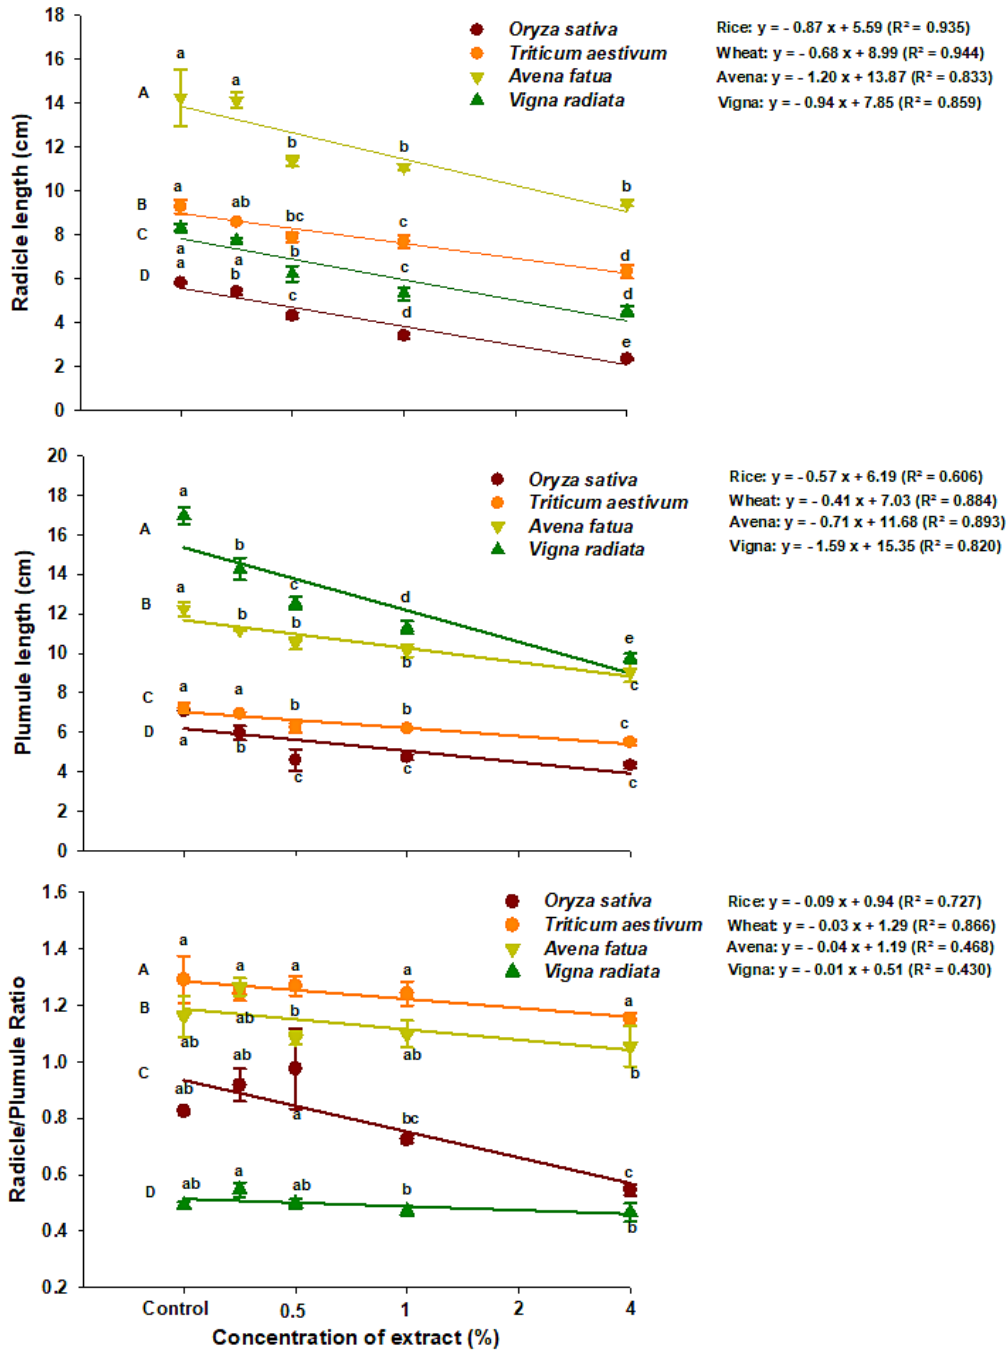 18
16
14
12
10
8
6
4
2
0
Radicle length (cm)
Oryza sativa
Triticum aestivum
Avena fatua
Vigna radiata
Rice: y = - 0.87 x + 5.59 (R² = 0.935)
Wheat: y = - 0.68 x + 8.99 (R² = 0.944)
Avena: y = - 1.20 x + 13.87 (R² = 0.833)
Vigna: y = - 0.94 x + 7.85 (R² = 0.859)
A
a a b b b
B
a ab bc c d
C
a a b c d
D
a b c d e
20
18
16
14
12
10
8
6
4
2
0
Plumule length (cm)
Oryza sativa
Triticum aestivum
Avena fatua
Vigna radiata
Rice: y = - 0.57 x + 6.19 (R² = 0.606)
Wheat: y = - 0.41 x + 7.03 (R² = 0.884)
Avena: y = - 0.71 x + 11.68 (R² = 0.893)
Vigna: y = - 1.59 x + 15.35 (R² = 0.820)
A
a b c d e
B
a b b b c
C
a a b b c
D
a b c c c
1.6
1.4
1.2
1.0
0.8
0.6
0.4
0.2
Radicle/Plumule Ratio
Oryza sativa
Triticum aestivum
Avena fatua
Vigna radiata
Rice: y = - 0.09 x + 0.94 (R² = 0.727)
Wheat: y = - 0.03 x + 1.29 (R² = 0.866)
Avena: y = - 0.04 x + 1.19 (R² = 0.468)
Vigna: y = - 0.01 x + 0.51 (R² = 0.430)
A
a a a a a
B
ab ab b ab b
C
ab ab a bc c
D
ab a ab b b
Control 0.5 1 2 4
Concentration of extract (%)